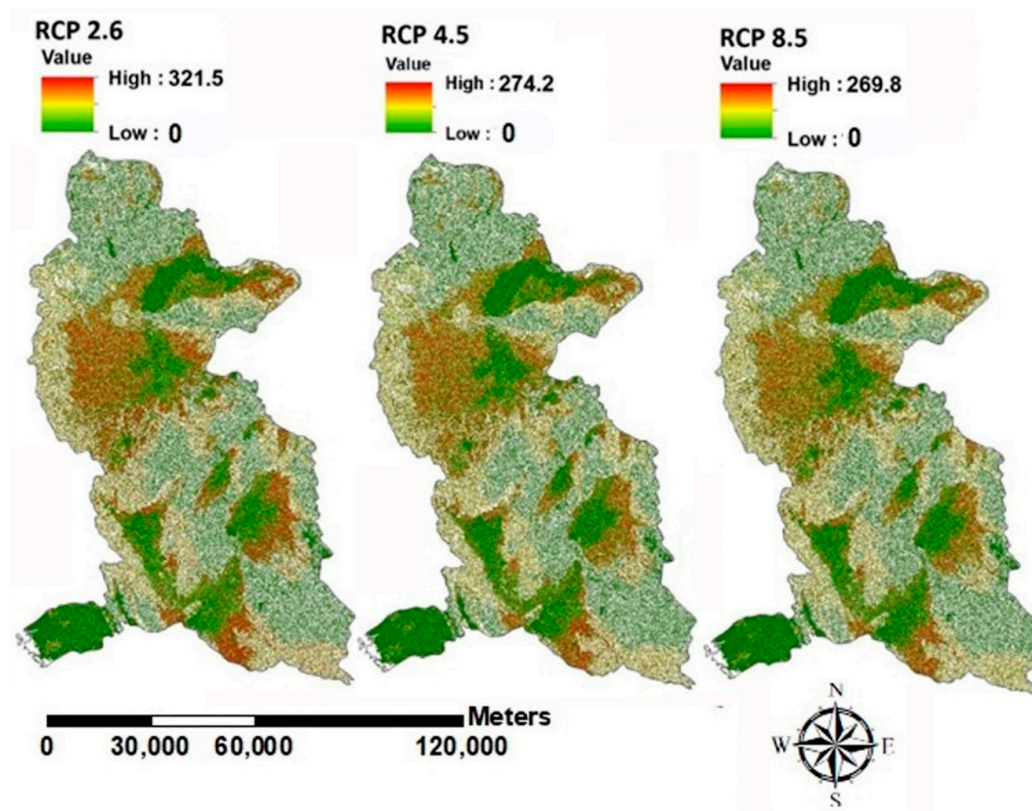 RCP 2.6
Value
High : 321.5
Low : 0
RCP 4.5
Value
High : 274.2
Low : 0
RCP 8.5
Value
High : 269.8
Low : 0
Meters
0 30,000 60,000 120,000
N
W E
S